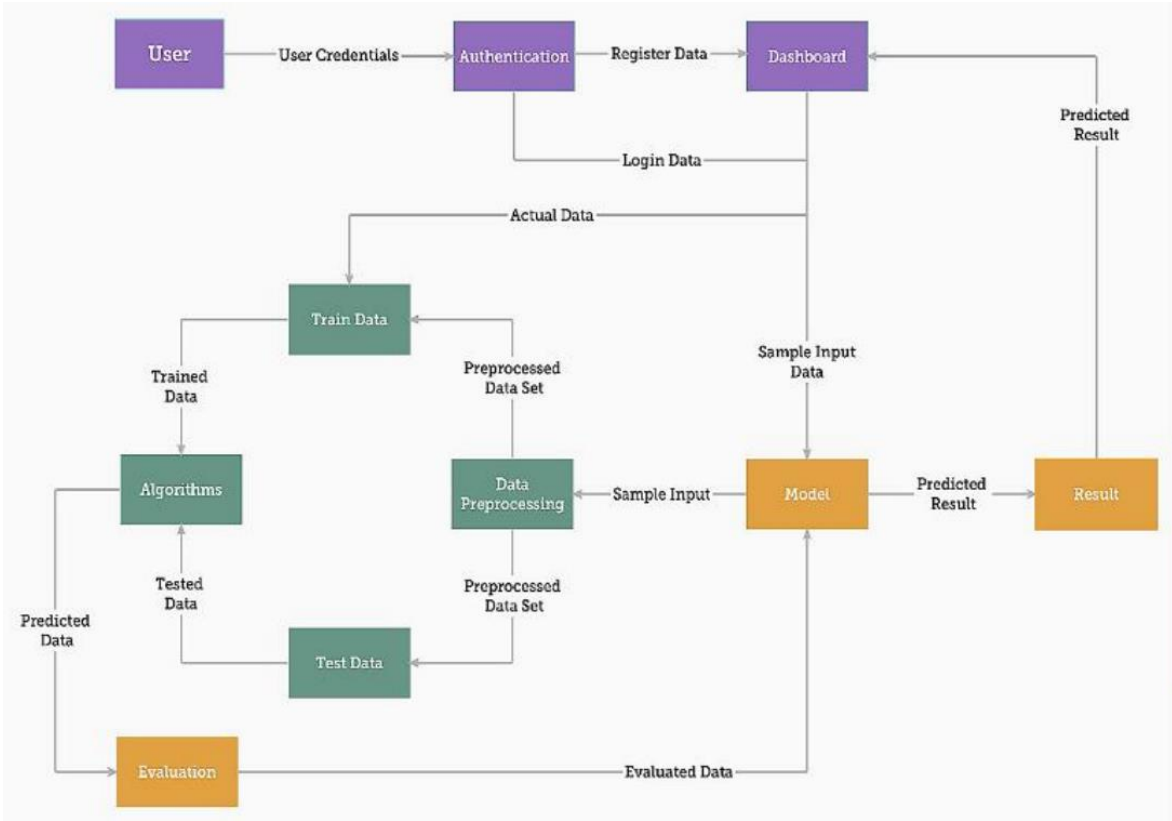 User
User Credentials
Authentication
Register Data
Dashboard
Predicted
Result
Login Data
Actual Data
Train Data
Sample Input
Data
Preprocessed
Data Set
Trained
Data
Algorithms
Data
Preprocessing
Sample Input
Model
Predicted
Result
Result
Tested
Data
Preprocessed
Data Set
Predicted
Data
Test Data
Evaluation
Evaluated Data